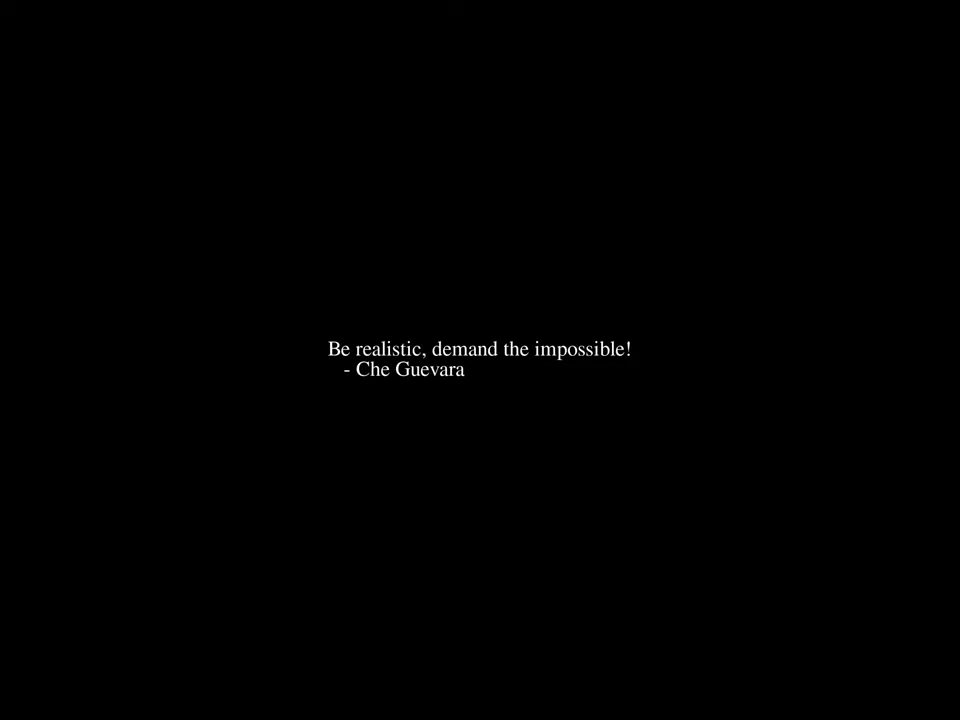 Be realistic, demand the impossible!
- Che Guevara